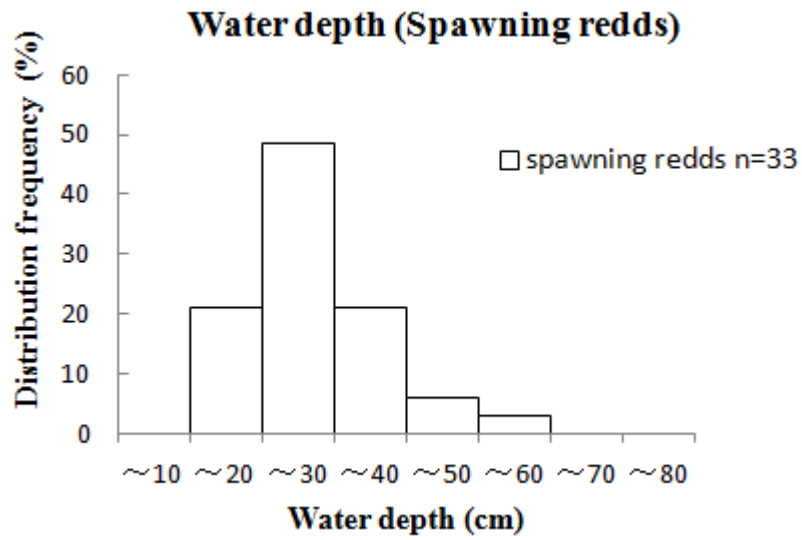 Water depth (Spawning redds)
Distribution frequency (%)
60
50
40
30
20
10
0
spawning redds n=33
～10 ～20 ～30 ～40 ～50 ～60 ～70 ～80
Water depth (cm)